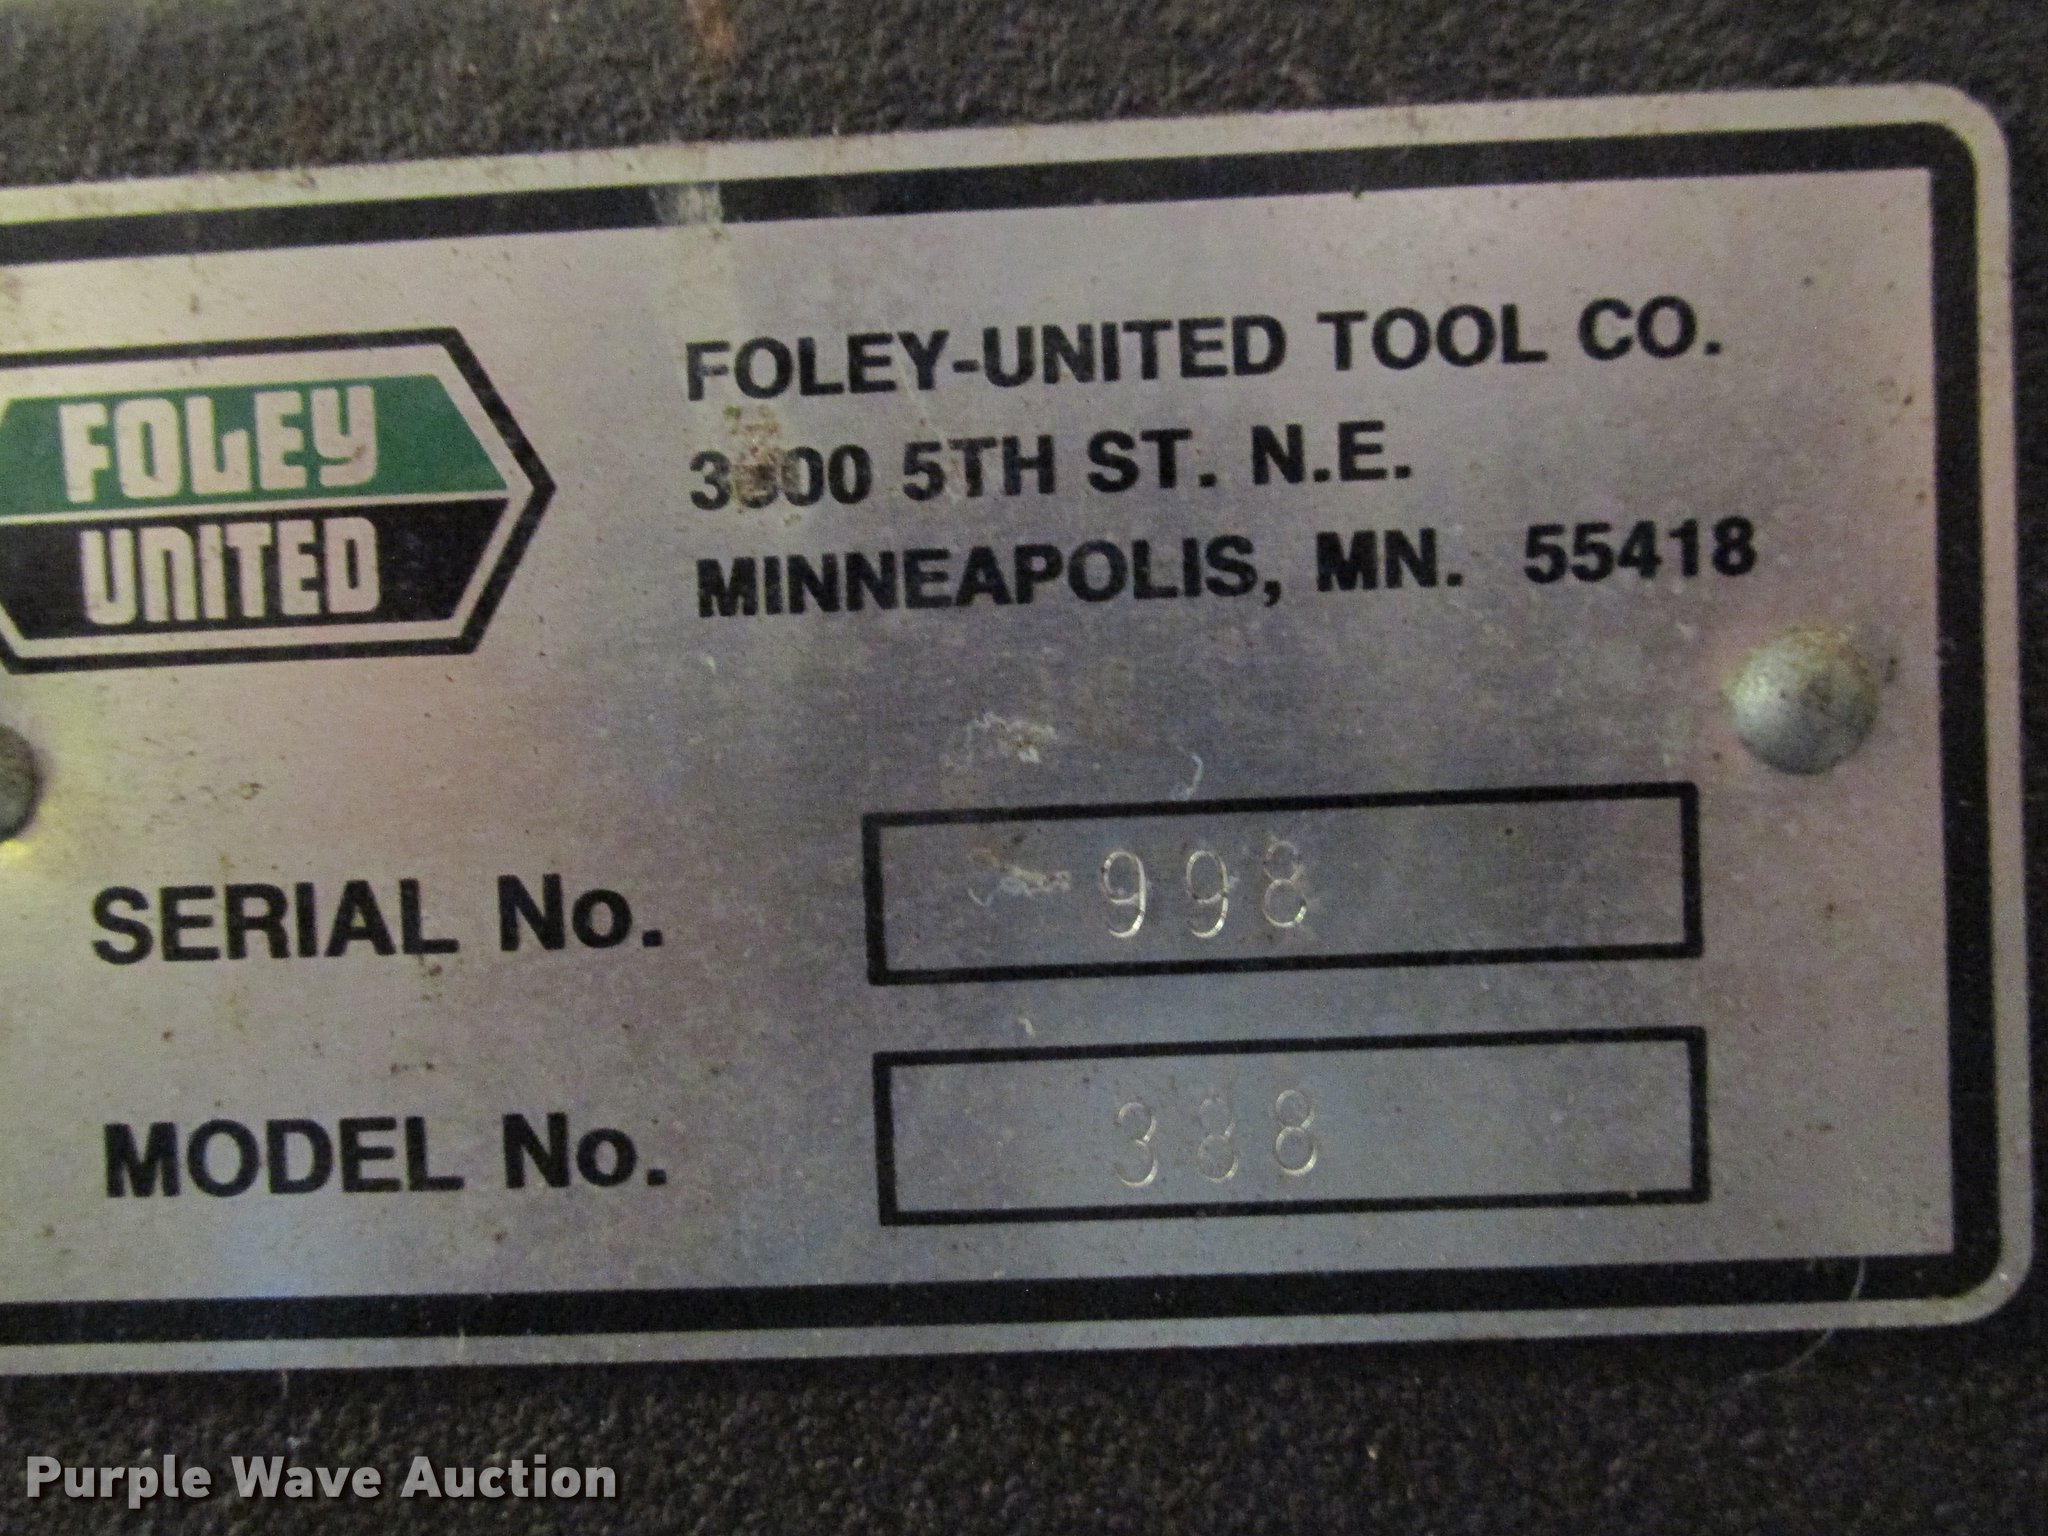 FOLEY
UNITED
FOLEY-UNITED TOOL CO.
5TH ST. N.E.
MINNEAPOLIS, MN. 55418
SERIAL No. 998
MODEL No. 388
Purple Wave Auction